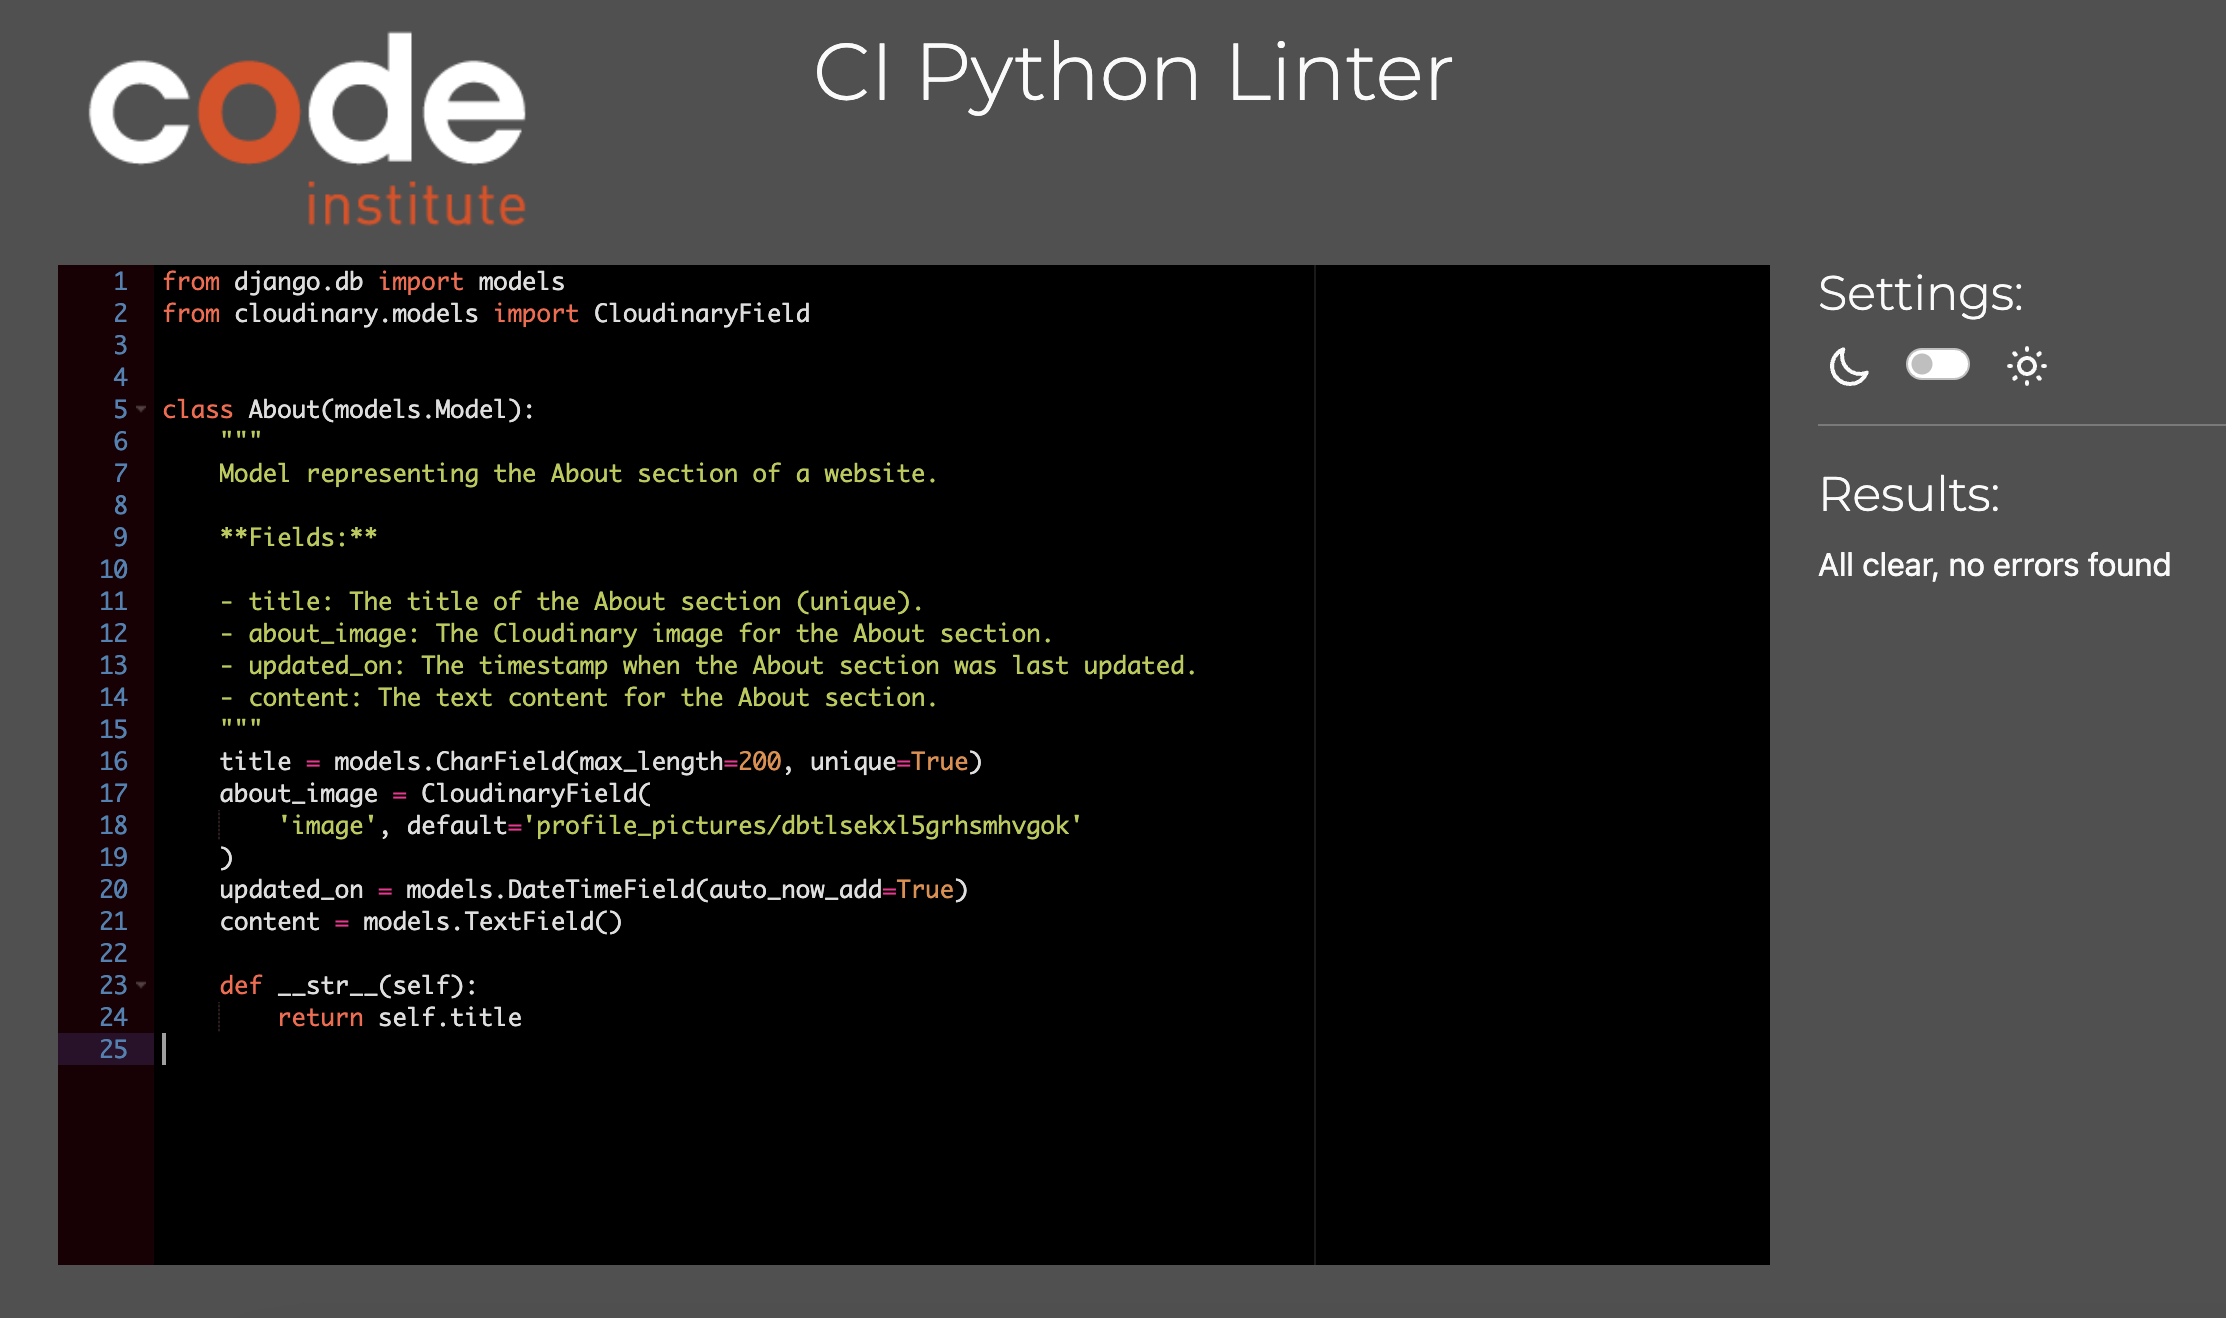 code
institute
CI Python Linter
1 from django.db import models
2 from cloudinary.models import CloudinaryField
3
4
5 class About(models.Model):
6     """
7     Model representing the About section of a website.
8
9     **Fields:**
10
11     - title: The title of the About section (unique).
12     - about_image: The Cloudinary image for the About section.
13     - updated_on: The timestamp when the About section was last updated.
14     - content: The text content for the About section.
15     """
16     title = models.CharField(max_length=200, unique=True)
17     about_image = CloudinaryField(
18         'image', default='profile_pictures/dbtlsekxl5grhsmhvgok'
19     )
20     updated_on = models.DateTimeField(auto_now_add=True)
21     content = models.TextField()
22
23     def __str__(self):
24         return self.title
25
Settings:
Results:
All clear, no errors found